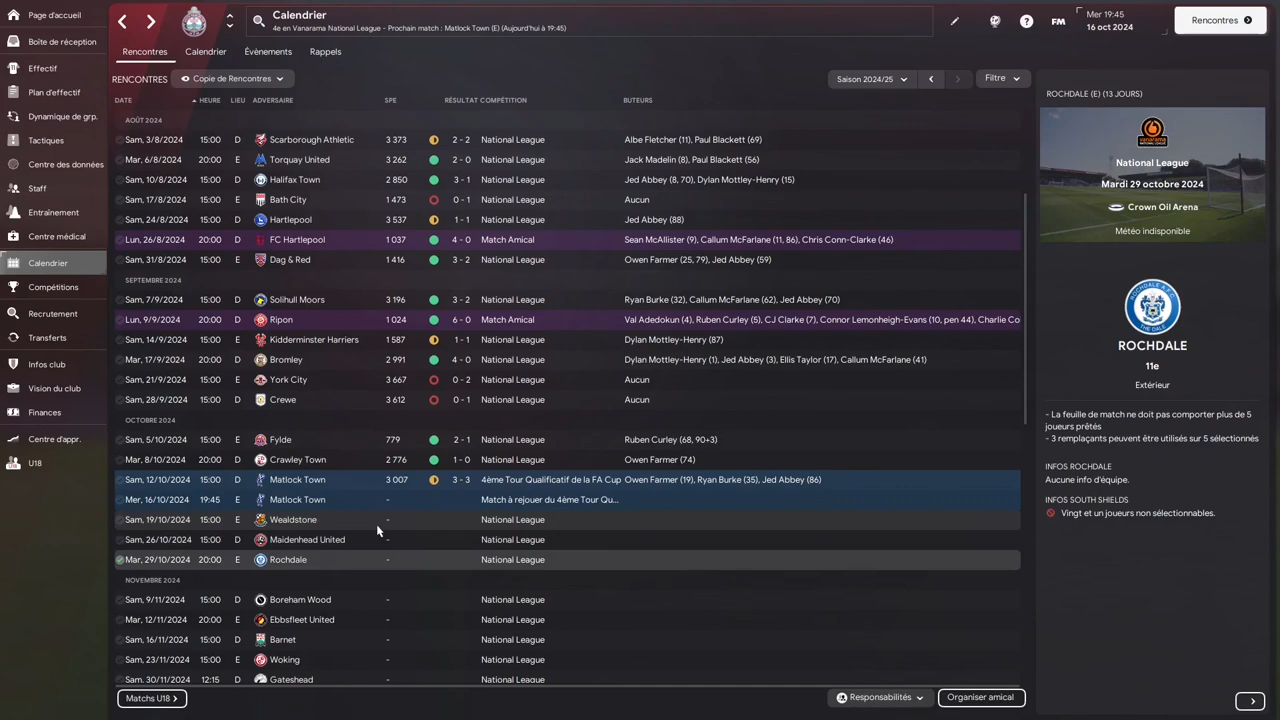 Page d'accueil
Boîte de réception
Effectif
Plan d'effectif
Dynamique de grp.
Tactiques
Centre des données
Staff
Entraînement
Centre médical
Calendrier
Compétitions
Recrutement
Transferts
Infos club
Vision du club
Finances
Centre d'appr.
U18
Calendrier
4e en Vanarama National League - Prochain match : Matlock Town (E) (Aujourd'hui à 19:45)
FM
Mer 19:45
16 oct 2024
Rencontres
Rencontres Calendrier Évènements Rappels
RENCONTRES Copie de Rencontres Saison 2024/25 Filtre
DATE HEURE LIEU ADVERSAIRE SPE RÉSULTAT COMPÉTITION BUTEURS
AOÛT 2024
Sam, 3/8/2024 15:00 D Scarborough Athletic 3 373 2 - 2 National League Albe Fletcher (11), Paul Blackett (69)
Mar, 6/8/2024 20:00 E Torquay United 3 262 2 - 0 National League Jack Madelin (8), Paul Blackett (56)
Sam, 10/8/2024 15:00 D Halifax Town 2 850 3 - 1 National League Jed Abbey (8, 70), Dylan Mottley-Henry (15)
Sam, 17/8/2024 15:00 E Bath City 1 473 0 - 1 National League Aucun
Sam, 24/8/2024 15:00 D Hartlepool 3 537 1 - 1 National League Jed Abbey (88)
Lun, 26/8/2024 20:00 D FC Hartlepool 1 037 4 - 0 Match Amical Sean McAllister (9), Callum McFarlane (11, 86), Chris Conn-Clarke (46)
Sam, 31/8/2024 15:00 E Dag & Red 1 416 3 - 2 National League Owen Farmer (25, 79), Jed Abbey (59)
SEPTEMBRE 2024
Sam, 7/9/2024 15:00 D Solihull Moors 3 196 3 - 2 National League Ryan Burke (32), Callum McFarlane (62), Jed Abbey (70)
Lun, 9/9/2024 20:00 D Ripon 1 024 6 - 0 Match Amical Val Adedokun (4), Ruben Curley (5), CJ Clarke (7), Connor Lemonheigh-Evans (10, pen 44), Charlie Co
Sam, 14/9/2024 15:00 E Kidderminster Harriers 1 587 1 - 1 National League Dylan Mottley-Henry (87)
Mar, 17/9/2024 20:00 D Bromley 2 991 4 - 0 National League Dylan Mottley-Henry (1), Jed Abbey (3), Ellis Taylor (17), Callum McFarlane (41)
Sam, 21/9/2024 15:00 E York City 3 667 0 - 2 National League Aucun
Sam, 28/9/2024 15:00 D Crewe 3 612 0 - 1 National League Aucun
OCTOBRE 2024
Sam, 5/10/2024 15:00 E Fylde 779 2 - 1 National League Ruben Curley (68, 90+3)
Mar, 8/10/2024 20:00 D Crawley Town 2 776 1 - 0 National League Owen Farmer (74)
Sam, 12/10/2024 15:00 D Matlock Town 3 007 3 - 3 4ème Tour Qualificatif de la FA Cup Owen Farmer (19), Ryan Burke (35), Jed Abbey (86)
Mer, 16/10/2024 19:45 E Matlock Town - Match à rejouer du 4ème Tour Qu...
Sam, 19/10/2024 15:00 E Wealdstone - National League
Sam, 26/10/2024 15:00 D Maidenhead United - National League
Mar, 29/10/2024 20:00 E Rochdale - National League
NOVEMBRE 2024
Sam, 9/11/2024 15:00 D Boreham Wood - National League
Mar, 12/11/2024 20:00 E Ebbsfleet United - National League
Sam, 16/11/2024 15:00 D Barnet - National League
Sam, 23/11/2024 15:00 E Woking - National League
Sam, 30/11/2024 12:15 D Gateshead - National League
Matchs U18
Responsabilités
Organiser amical
ROCHDALE (E) (13 JOURS)
National League
Mardi 29 octobre 2024
Crown Oil Arena
Météo indisponible
ROCHDALE A.F.C.
THE DALE
ROCHDALE
11e
Extérieur
- La feuille de match ne doit pas comporter plus de 5
joueurs prêtés
- 3 remplaçants peuvent être utilisés sur 5 sélectionnés
INFOS ROCHDALE
Aucune info d'équipe.
INFOS SOUTH SHIELDS
Vingt et un joueurs non sélectionnables.